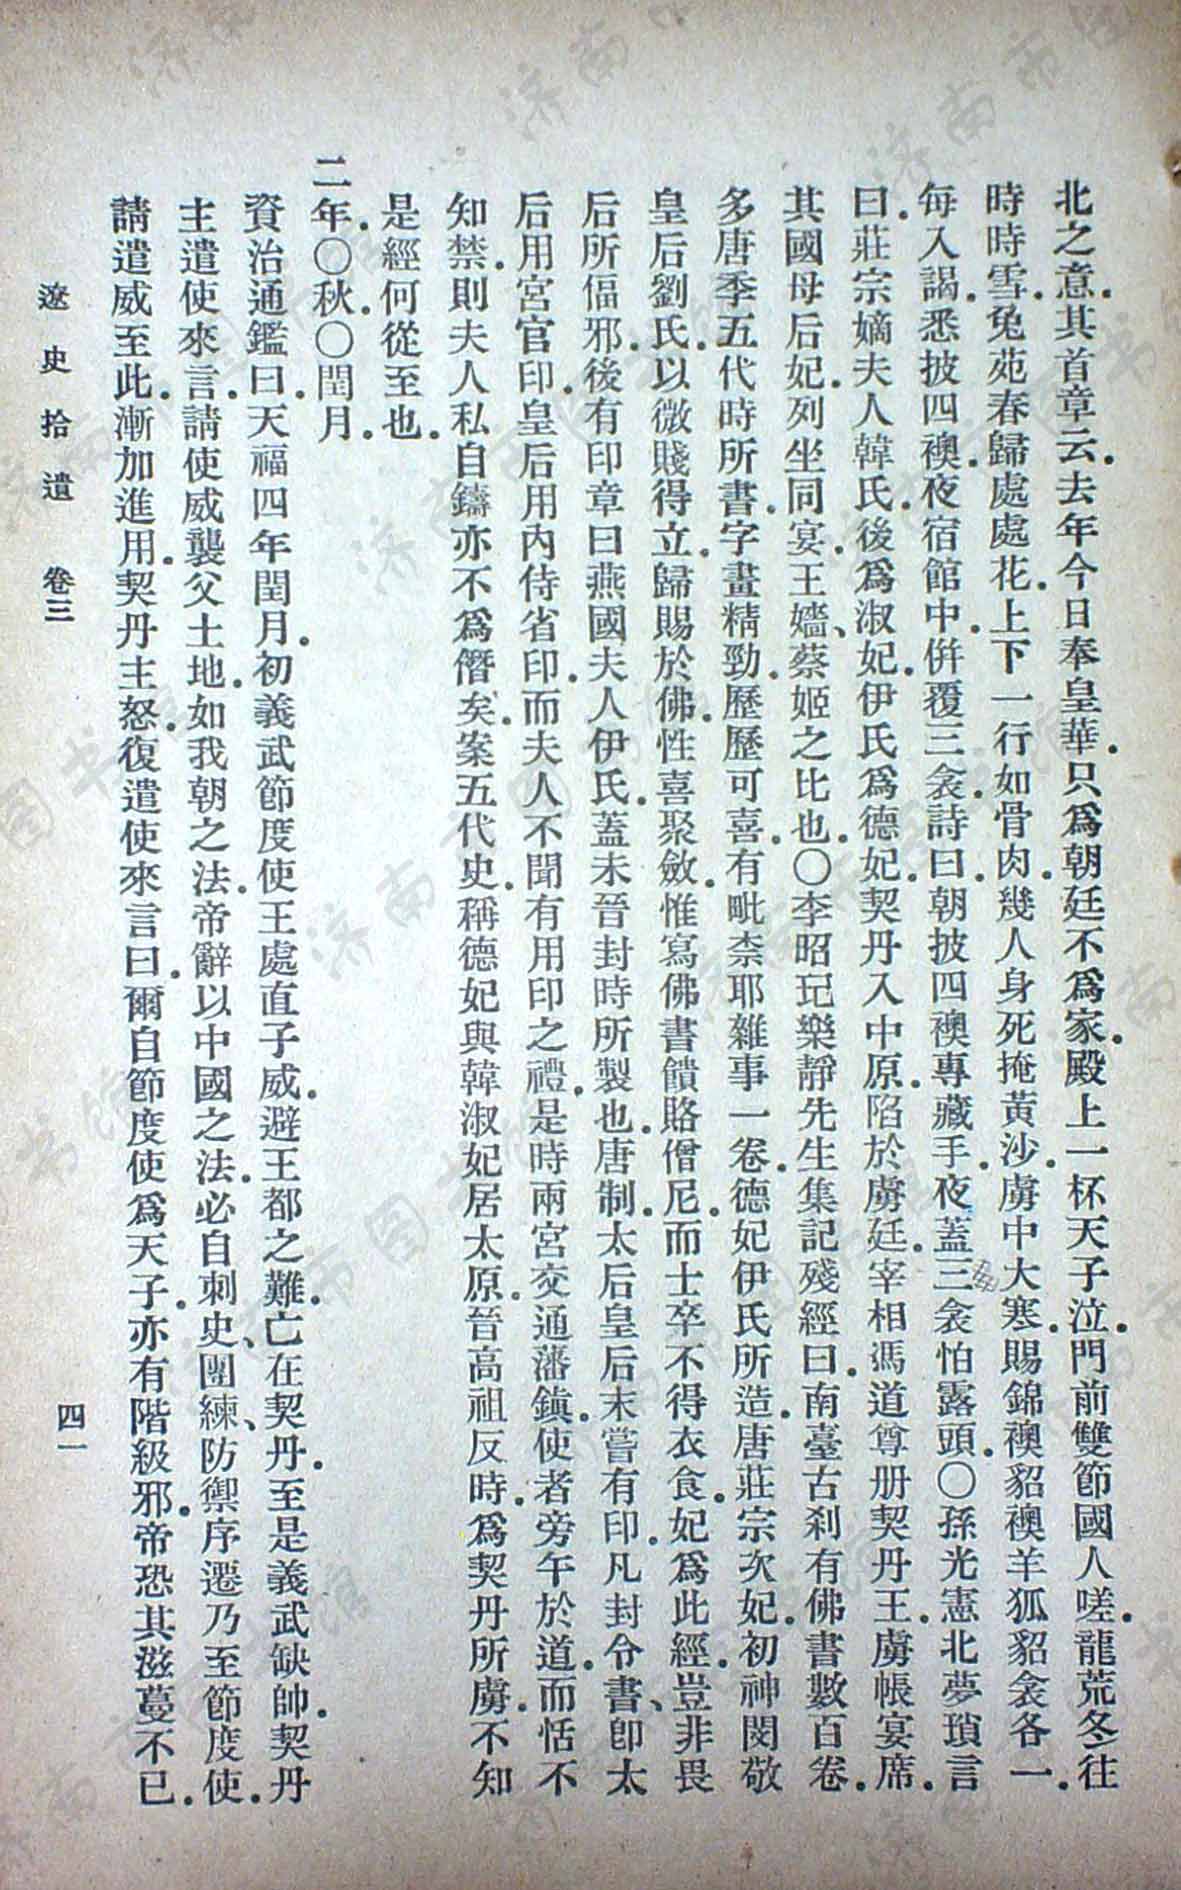 北之意其首章云去年今日奉皇華只爲朝廷不爲家殿上一杯天子泣門前雙節國人嗟龍荒冬往
時時雪兔苑春歸處處花上下一行如骨肉幾人身死掩黃沙虜中大寒賜錦襖貂襖羊狐貂衾各一
每入謁悉披四襖夜宿館中併覆三衾詩曰朝披四襖專藏手夜蓋三衾怕露頭〇孫光憲北夢瑣言
曰莊宗嫡夫人韓氏後爲淑妃伊氏爲德妃契丹入中原陷於虜廷宰相馮道尊册契丹王虜帳宴席
其國母后妃列坐同宴王嬙、蔡姬之比也〇李昭玘樂靜先生集記殘經曰南臺古刹有佛書數百卷
多唐季五代時所書字畫精勁歷歷可喜有毗柰耶雜事一卷德妃伊氏所造唐莊宗次妃初神閔敬
皇后劉氏以微賤得立歸賜於佛性喜聚斂惟寫佛書饋賂僧尼而士卒不得衣食妃爲此經豈非畏
后所偪邪後有印章曰燕國夫人伊氏蓋未晉封時所製也唐制太后皇后未嘗有印凡封令書、卽太
后用宮官印皇后用內侍省印而夫人不聞有用印之禮是時兩宮交通藩鎮使者旁午於道而恬不
知禁則夫人私自鑄亦不爲僭矣案五代史稱德妃與韓淑妃居太原晉高祖反時爲契丹所虜不知
是經何從至也
二年〇秋〇閏月
資治通鑑曰天福四年閏月初義武節度使王處直子威避王都之難亡在契丹至是義武缺帥契丹
主遣使來言請使威襲父土地如我朝之法帝辭以中國之法必自刺史、團練、防禦序遷乃至節度使
請遣威至此漸加進用契丹主怒復遣使來言曰爾自節度使爲天子亦有階級邪帝恐其滋蔓不已
遼史拾遺 卷三
四一